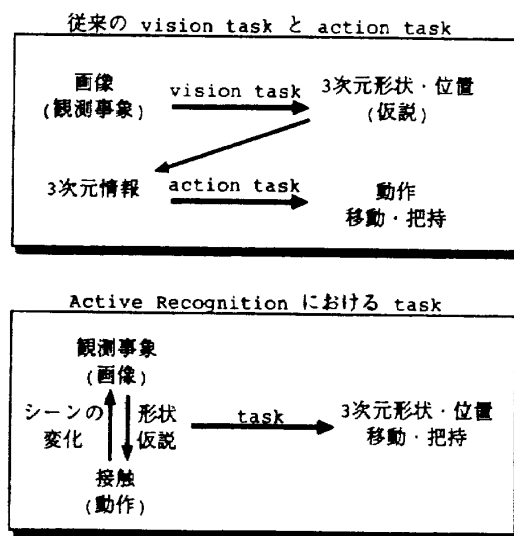 従来の vision task と action task
画像
(観測事象)
vision task
3次元形状・位置
(仮説)
3次元情報
action task
動作
移動・把持
Active Recognition における task
観測事象
(画像)
シーンの
変化
形状
仮説
task
3次元形状・位置
移動・把持
接触
(動作)